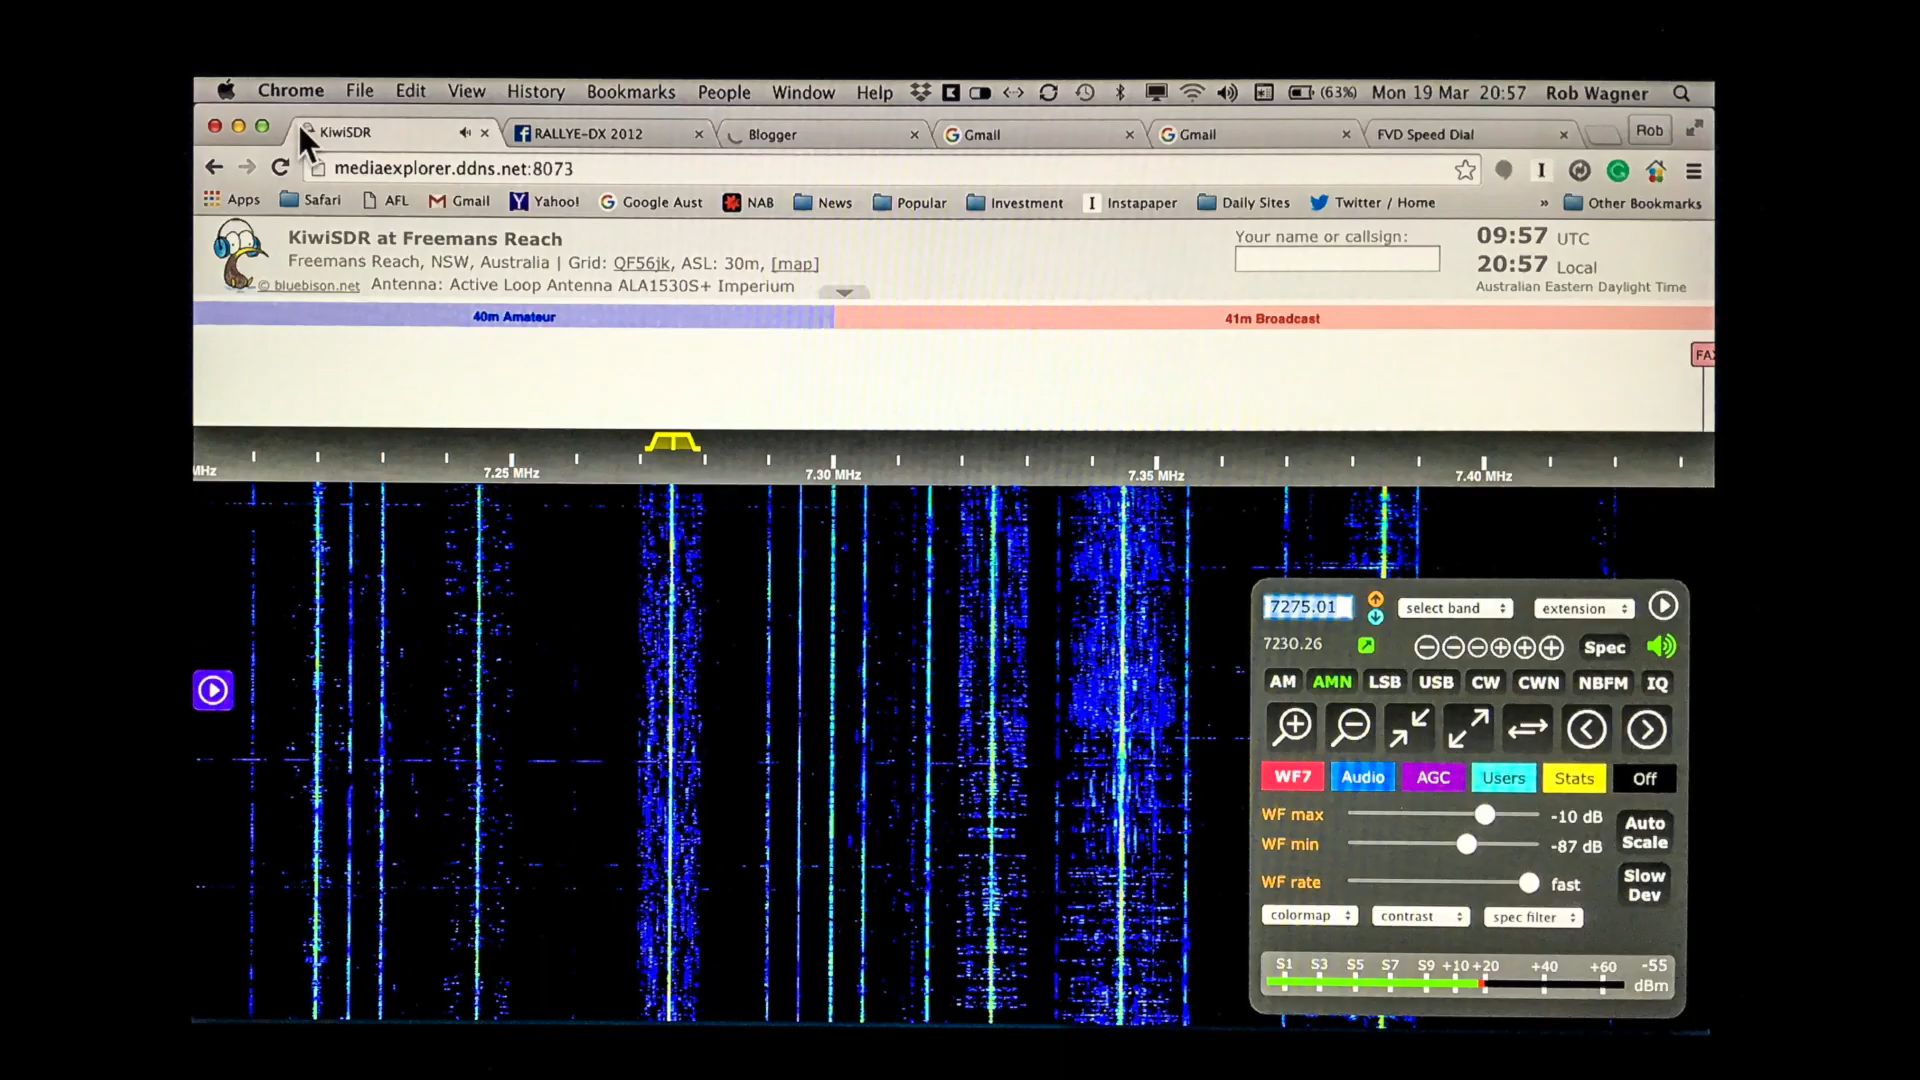 Chrome File Edit View History Bookmarks People Window Help (63%) Mon 19 Mar 20:57 Rob Wagner
KiwiSDR RALLYE-DX 2012 Blogger Gmail Gmail FVD Speed Dial Rob
mediaexplorer.ddns.net:8073
Apps Safari AFL Gmail Yahoo! Google Aust NAB News Popular Investment Instapaper Daily Sites Twitter / Home » Other Bookmarks
KiwiSDR at Freemans Reach
Freemans Reach, NSW, Australia | Grid: QF56jk, ASL: 30m, [map]
© bluebison.net Antenna: Active Loop Antenna ALA1530S+ Imperium
Your name or callsign:
09:57 UTC
20:57 Local
Australian Eastern Daylight Time
40m Amateur 41m Broadcast
FAX
MHz 7.25 MHz 7.30 MHz 7.35 MHz 7.40 MHz
7275.01 select band extension
7230.26 Spec
AM AMN LSB USB CW CWN NBFM IQ
WF7 Audio AGC Users Stats Off
WF max -10 dB
WF min -87 dB
Auto Scale
WF rate fast
Slow Dev
colormap contrast spec filter
S1 S3 S5 S7 S9 +10 +20 +40 +60 -55 dBm